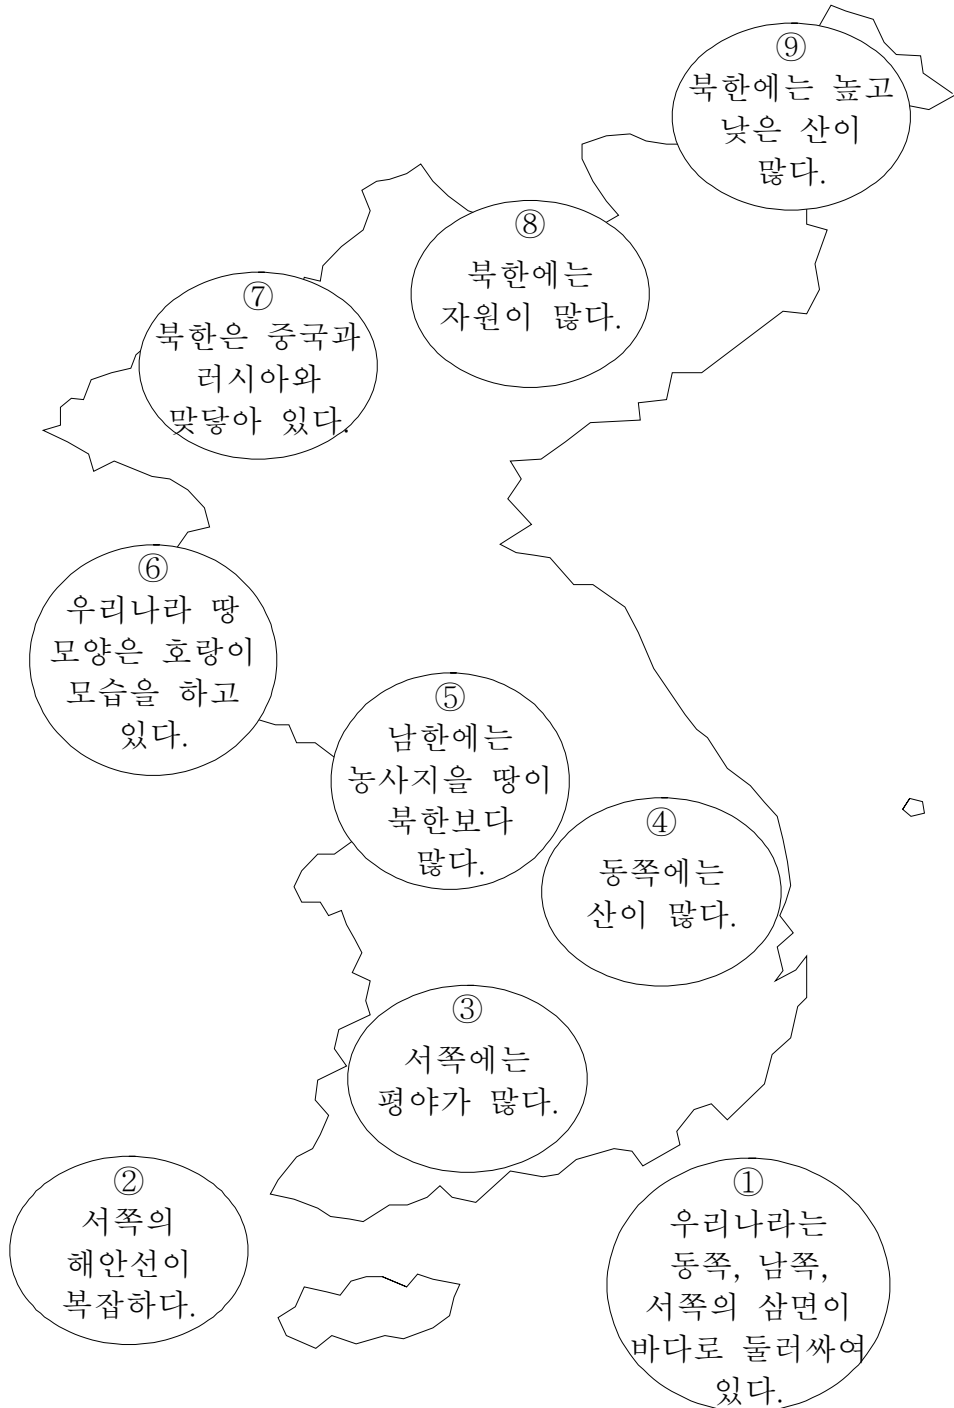 ⑨
북한에는 높고
낮은 산이
많다.
⑧
북한에는
자원이 많다.
⑦
북한은 중국과
러시아와
맞닿아 있다.
⑥
우리나라 땅
모양은 호랑이
모습을 하고
있다.
⑤
남한에는
농사지을 땅이
북한보다
많다.
④
동쪽에는
산이 많다.
③
서쪽에는
평야가 많다.
②
서쪽의
해안선이
복잡하다.
①
우리나라는
동쪽, 남쪽,
서쪽의 삼면이
바다로 둘러싸여
있다.